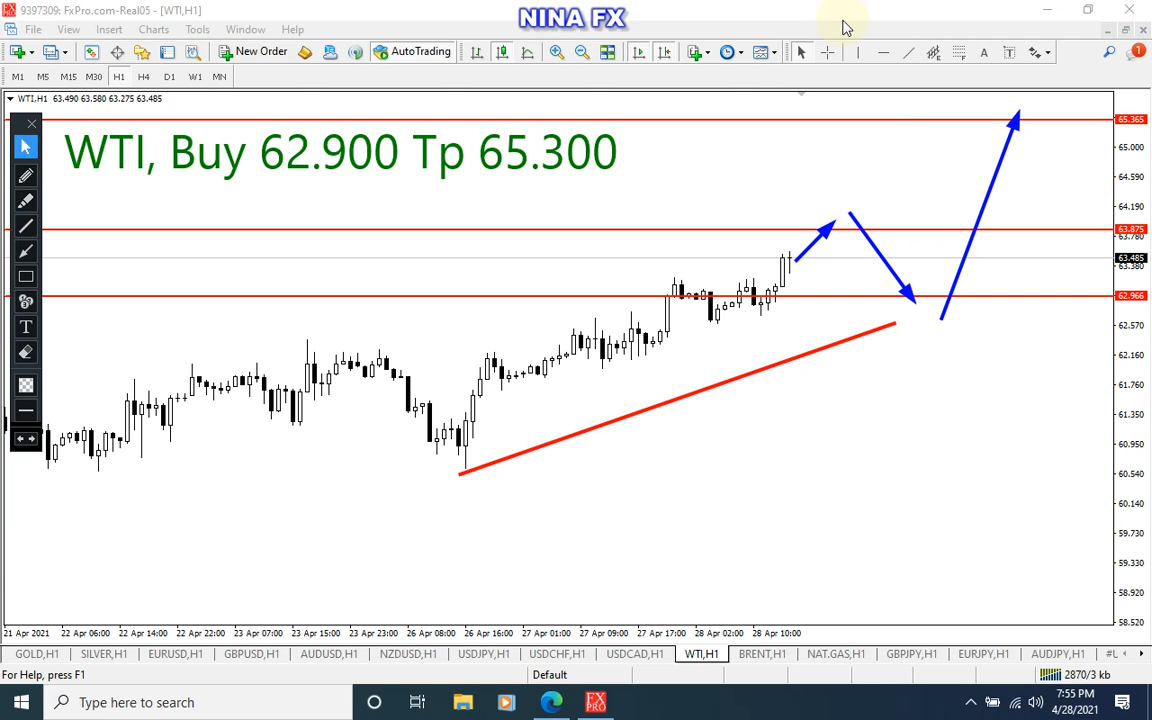 9397309: FxPro.com-Real05 - [WTI,H1]
NINA FX
File View Insert Charts Tools Window Help
New Order AutoTrading
M1 M5 M15 M30 H1 H4 D1 W1 MN
WTI,H1 63.490 63.580 63.275 63.485
WTI, Buy 62.900 Tp 65.300
65.365
65.000
64.590
64.190
63.875
63.780
63.485
63.380
62.966
62.570
62.160
61.760
61.350
60.950
60.540
60.140
59.730
59.330
58.920
58.520
21 Apr 2021 22 Apr 06:00 22 Apr 14:00 22 Apr 22:00 23 Apr 07:00 23 Apr 15:00 23 Apr 23:00 26 Apr 08:00 26 Apr 16:00 27 Apr 01:00 27 Apr 09:00 27 Apr 17:00 28 Apr 02:00 28 Apr 10:00
GOLD,H1 SILVER,H1 EURUSD,H1 GBPUSD,H1 AUDUSD,H1 NZDUSD,H1 USDJPY,H1 USDCHF,H1 USDCAD,H1 WTI,H1 BRENT,H1 NAT.GAS,H1 GBPJPY,H1 EURJPY,H1 AUDJPY,H1
For Help, press F1 Default 2870/3 kb
Type here to search FX PRO 7:55 PM
4/28/2021